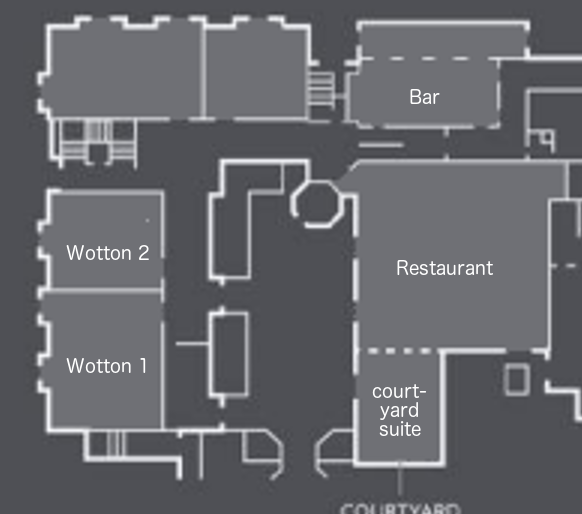 Bar
Wotton 2
Restaurant
Wotton 1
court-
yard
suite
COURTYARD